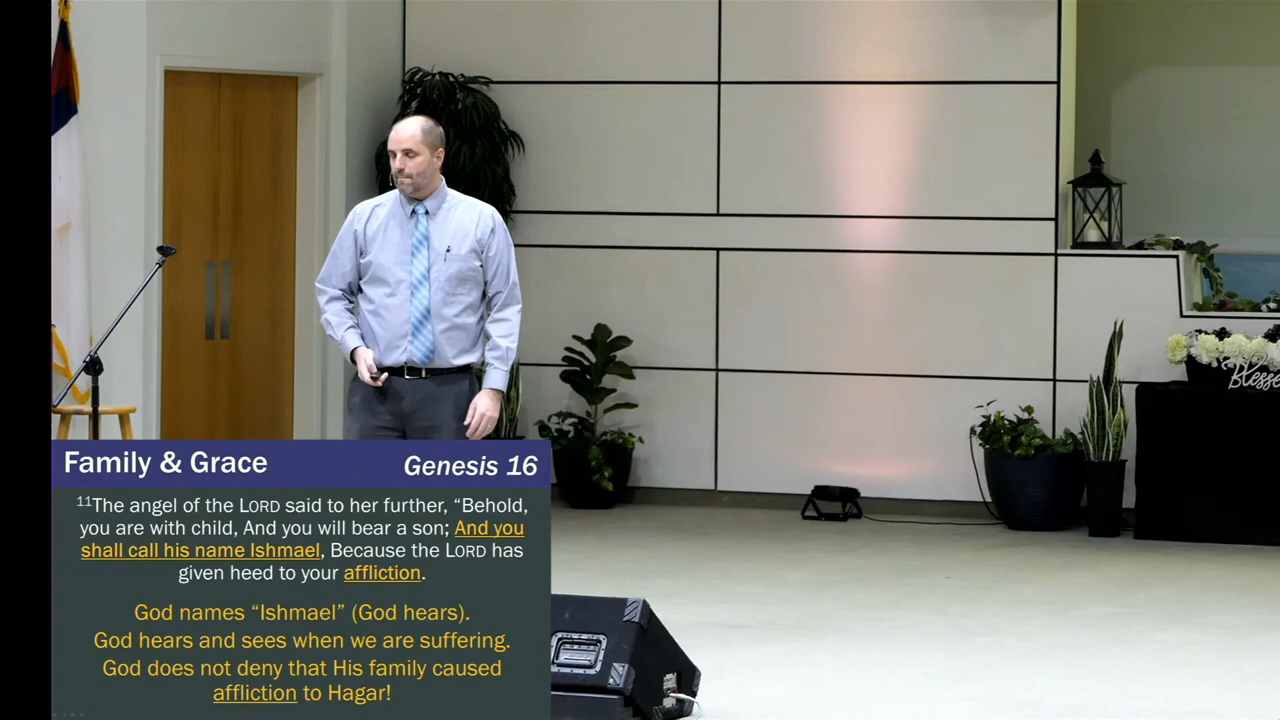 Family & Grace Genesis 16
11The angel of the LORD said to her further, “Behold,
you are with child, And you will bear a son; And you
shall call his name Ishmael, Because the LORD has
given heed to your affliction.
God names “Ishmael” (God hears).
God hears and sees when we are suffering.
God does not deny that His family caused
affliction to Hagar!
Blessed